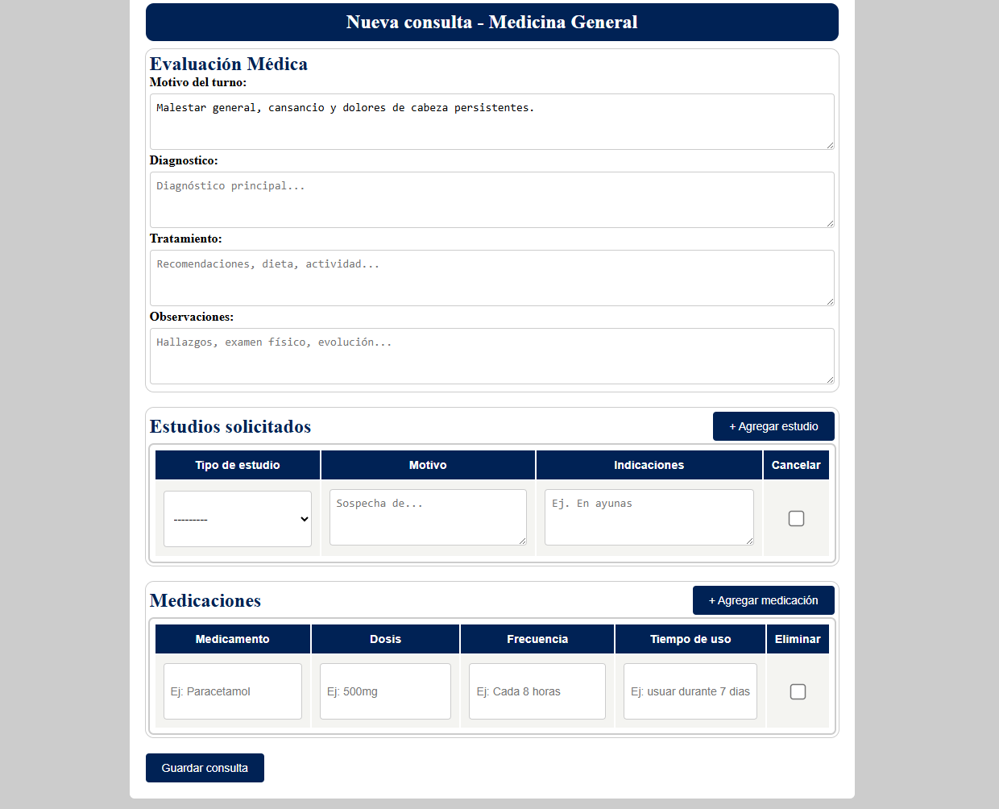 Nueva consulta - Medicina General
Evaluación Médica
Motivo del turno:
Malestar general, cansancio y dolores de cabeza persistentes.
Diagnostico:
Diagnóstico principal...
Tratamiento:
Recomendaciones, dieta, actividad...
Observaciones:
Hallazgos, examen físico, evolución...
Estudios solicitados
+ Agregar estudio
Tipo de estudio Motivo Indicaciones Cancelar
--------- Sospecha de... Ej. En ayunas
Medicaciones
+ Agregar medicación
Medicamento Dosis Frecuencia Tiempo de uso Eliminar
Ej: Paracetamol Ej: 500mg Ej: Cada 8 horas Ej: usuar durante 7 dias
Guardar consulta